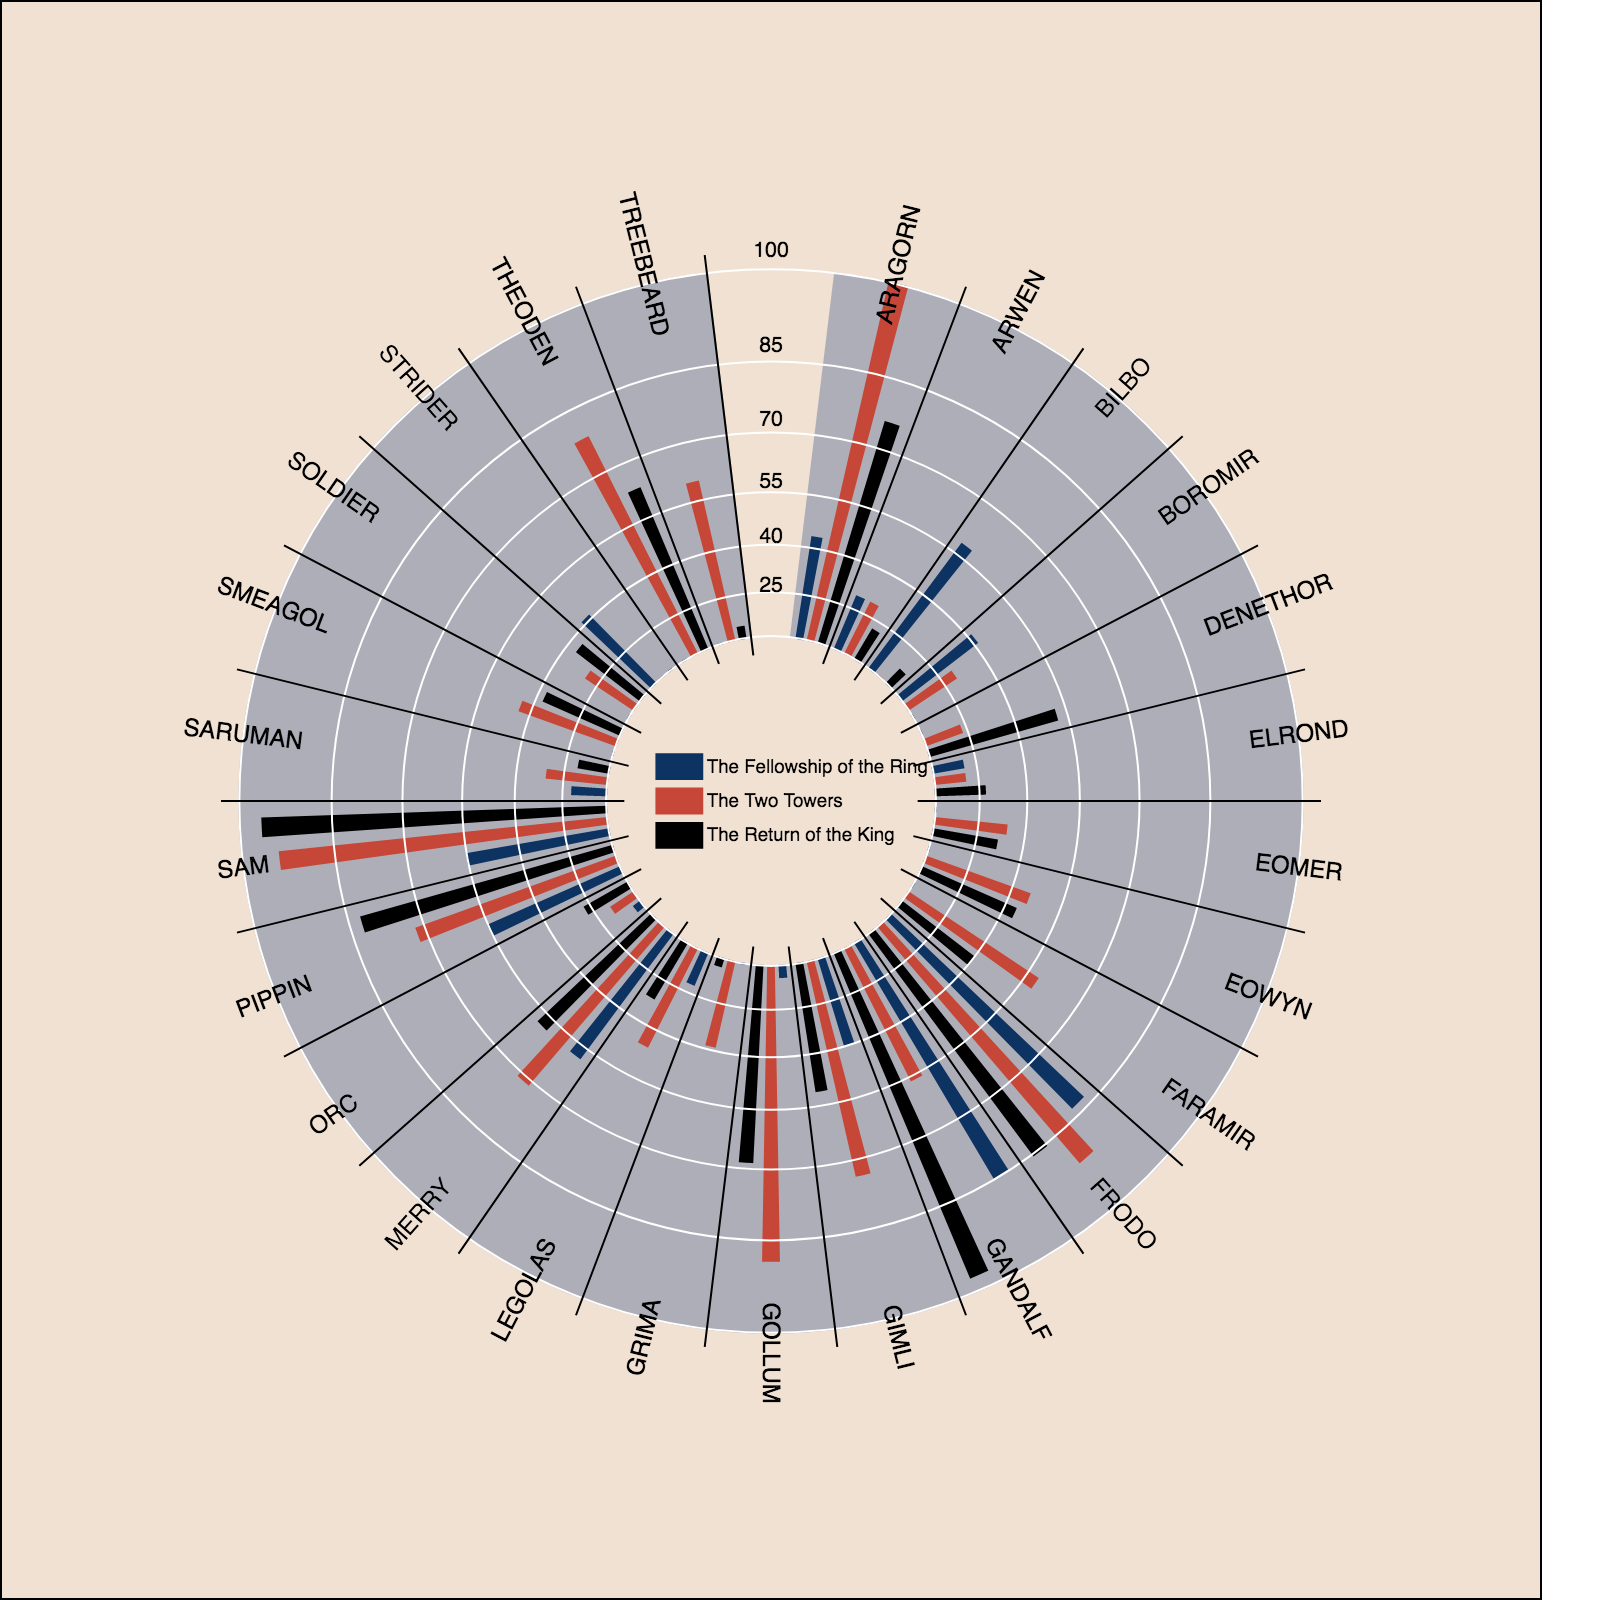 100
85
70
55
40
25
ARAGORN
ARWEN
BILBO
BOROMIR
DENETHOR
ELROND
EOMER
EOWYN
FARAMIR
FRODO
GANDALF
GIMLI
GOLLUM
GRIMA
LEGOLAS
MERRY
ORC
PIPPIN
SAM
SARUMAN
SMEAGOL
SOLDIER
STRIDER
THEODEN
TREEBEARD
The Fellowship of the Ring
The Two Towers
The Return of the King